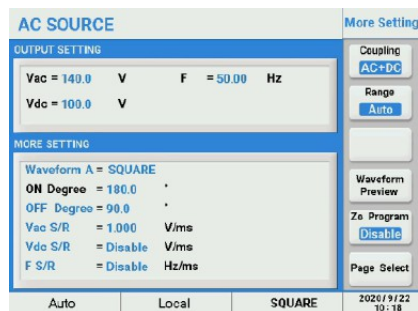 AC SOURCE
More Setting
OUTPUT SETTING
Vac = 140.0 V F = 50.00 Hz
Vdc = 100.0 V
MORE SETTING
Waveform A = SQUARE
ON Degree = 180.0 °
OFF Degree = 90.0 °
Vac S/R = 1.000 V/ms
Vdc S/R = Disable V/ms
F S/R = Disable Hz/ms
Coupling
AC+DC
Range
Auto
Waveform
Preview
Zo Program
Disable
Page Select
Auto Local SQUARE 2020/9/22
10:18